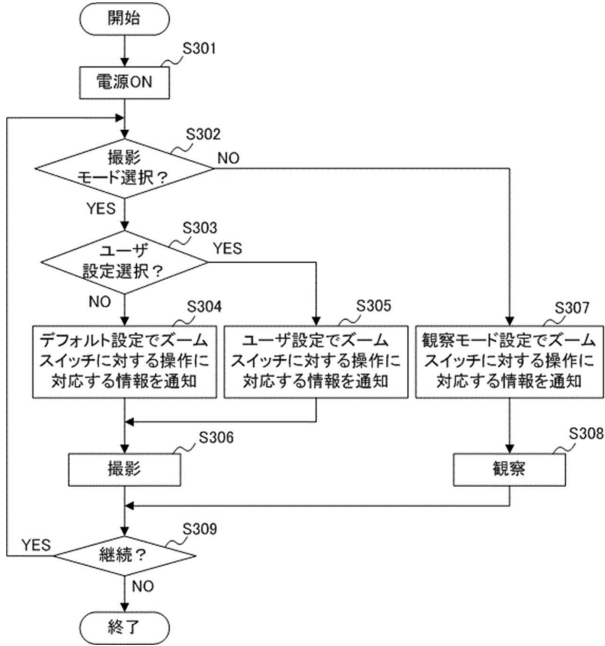 開始
S301
電源ON
S302
撮影
モード選択？
NO
YES
S303
ユーザ
設定選択？
YES
NO
S304
デフォルト設定でズーム
スイッチに対する操作に
対応する情報を通知
S305
ユーザ設定でズーム
スイッチに対する操作に
対応する情報を通知
S307
観察モード設定でズーム
スイッチに対する操作に
対応する情報を通知
S306
撮影
S308
観察
S309
継続？
YES
NO
終了